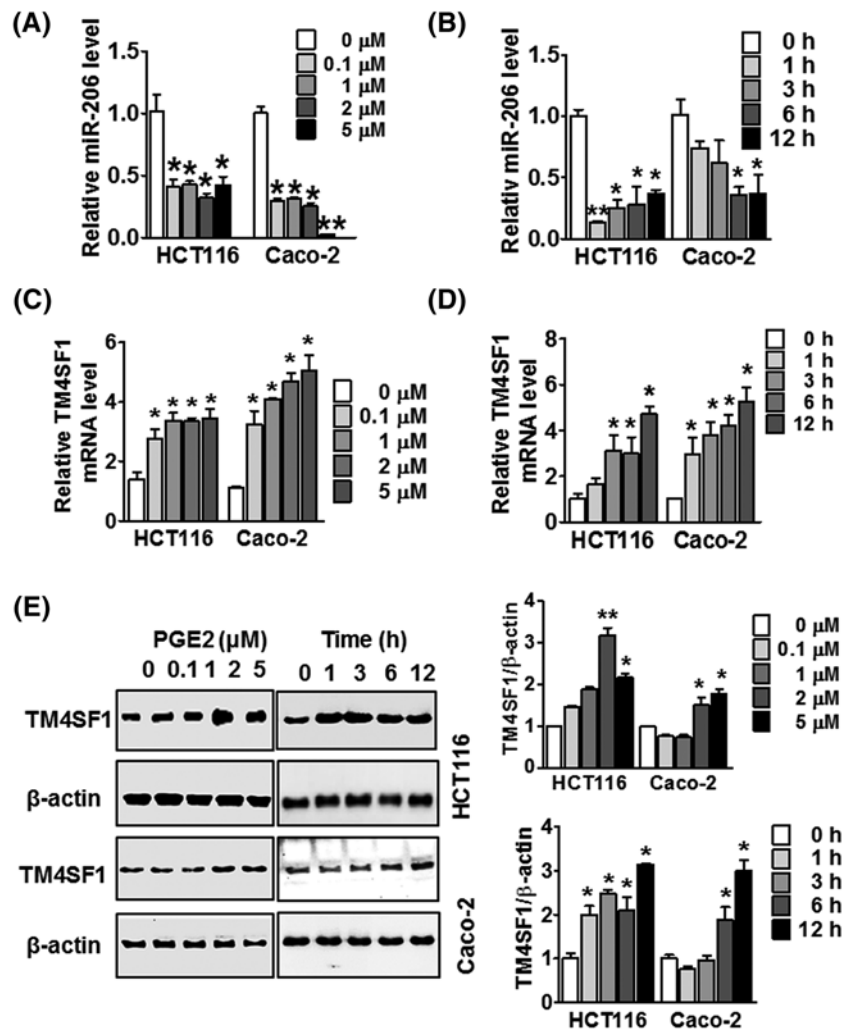 (A)
Relative miR-206 level
1.5
1.0
0.5
0.0
* * * *
* * * **
HCT116 Caco-2
0 μM
0.1 μM
1 μM
2 μM
5 μM
(B)
Relativ miR-206 level
1.5
1.0
0.5
0.0
** * * *
* *
HCT116 Caco-2
0 h
1 h
3 h
6 h
12 h
(C)
Relative TM4SF1
mRNA level
6
4
2
0
* * * *
* * * *
HCT116 Caco-2
0 μM
0.1 μM
1 μM
2 μM
5 μM
(D)
Relative TM4SF1
mRNA level
8
6
4
2
0
* * *
* * * *
HCT116 Caco-2
0 h
1 h
3 h
6 h
12 h
(E)
PGE2 (μM) Time (h)
0 0.1 1 2 5 0 1 3 6 12
TM4SF1
β-actin
HCT116
TM4SF1
β-actin
Caco-2
TM4SF1/β-actin
4
3
2
1
0
** *
* *
HCT116 Caco-2
0 μM
0.1 μM
1 μM
2 μM
5 μM
TM4SF1/β-actin
4
3
2
1
0
* * * *
* *
HCT116 Caco-2
0 h
1 h
3 h
6 h
12 h